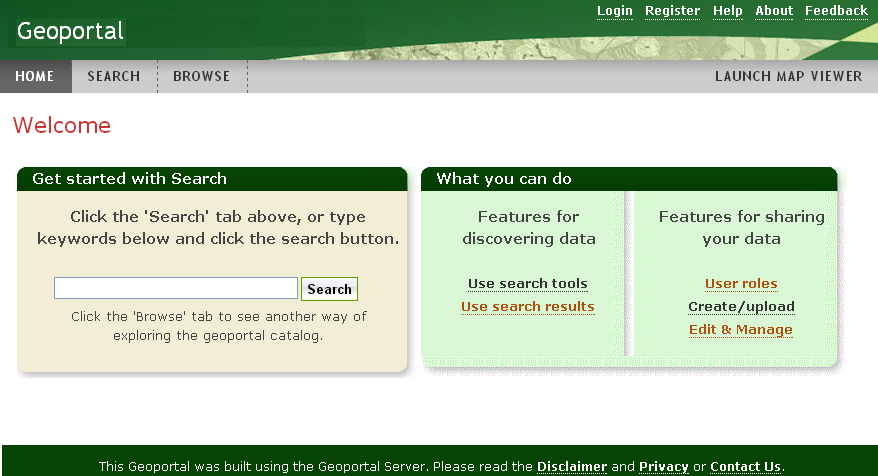 Login Register Help About Feedback
Geoportal
HOME SEARCH BROWSE LAUNCH MAP VIEWER
Welcome
Get started with Search
Click the 'Search' tab above, or type
keywords below and click the search button.
Search
Click the 'Browse' tab to see another way of
exploring the geoportal catalog.
What you can do
Features for
discovering data
Use search tools
Use search results
Features for sharing
your data
User roles
Create/upload
Edit & Manage
This Geoportal was built using the Geoportal Server. Please read the Disclaimer and Privacy or Contact Us.